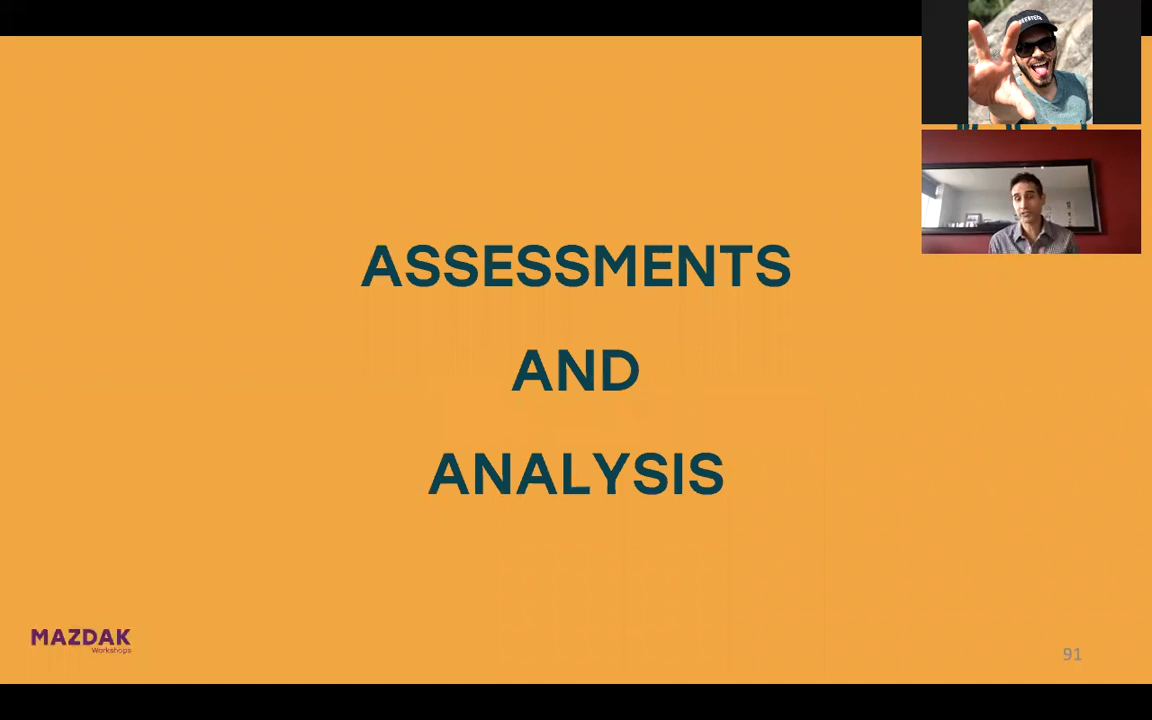 ASSESSMENTS
AND
ANALYSIS
MAZDAK
Workshops
91